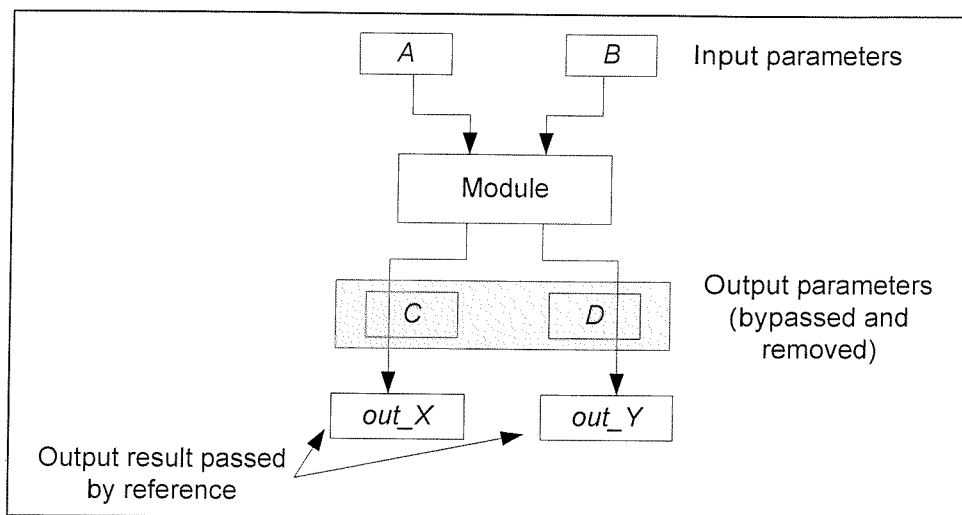 A
B
Input parameters
Module
C
D
Output parameters
(bypassed and
removed)
out_X
out_Y
Output result passed
by reference